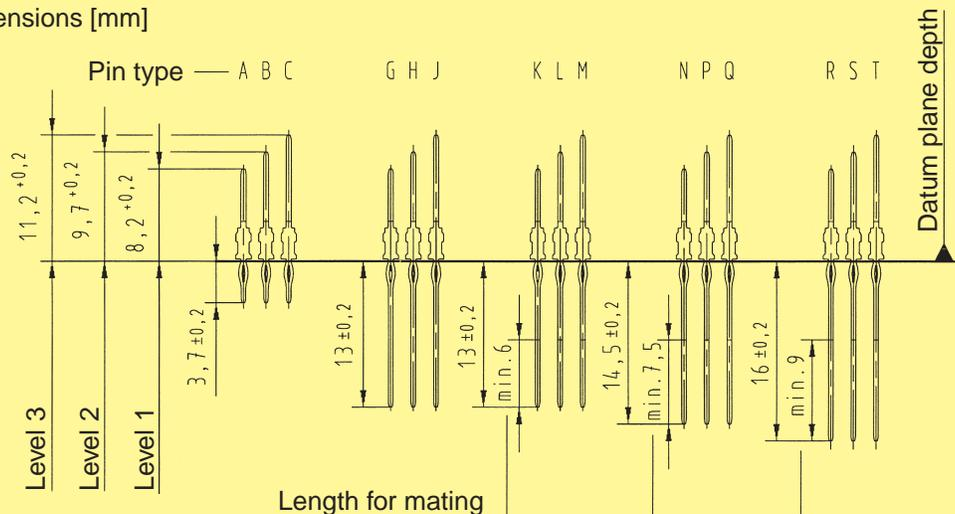 ensions [mm]
Pin type A B C G H J K L M N P Q R S T
Datum plane depth
11,2 +0,2
9,7 +0,2
8,2 +0,2
3,7 ±0,2
13 ±0,2
13 ±0,2
min. 6
14,5 ±0,2
min. 7,5
16 ±0,2
min. 9
Level 3
Level 2
Level 1
Length for mating